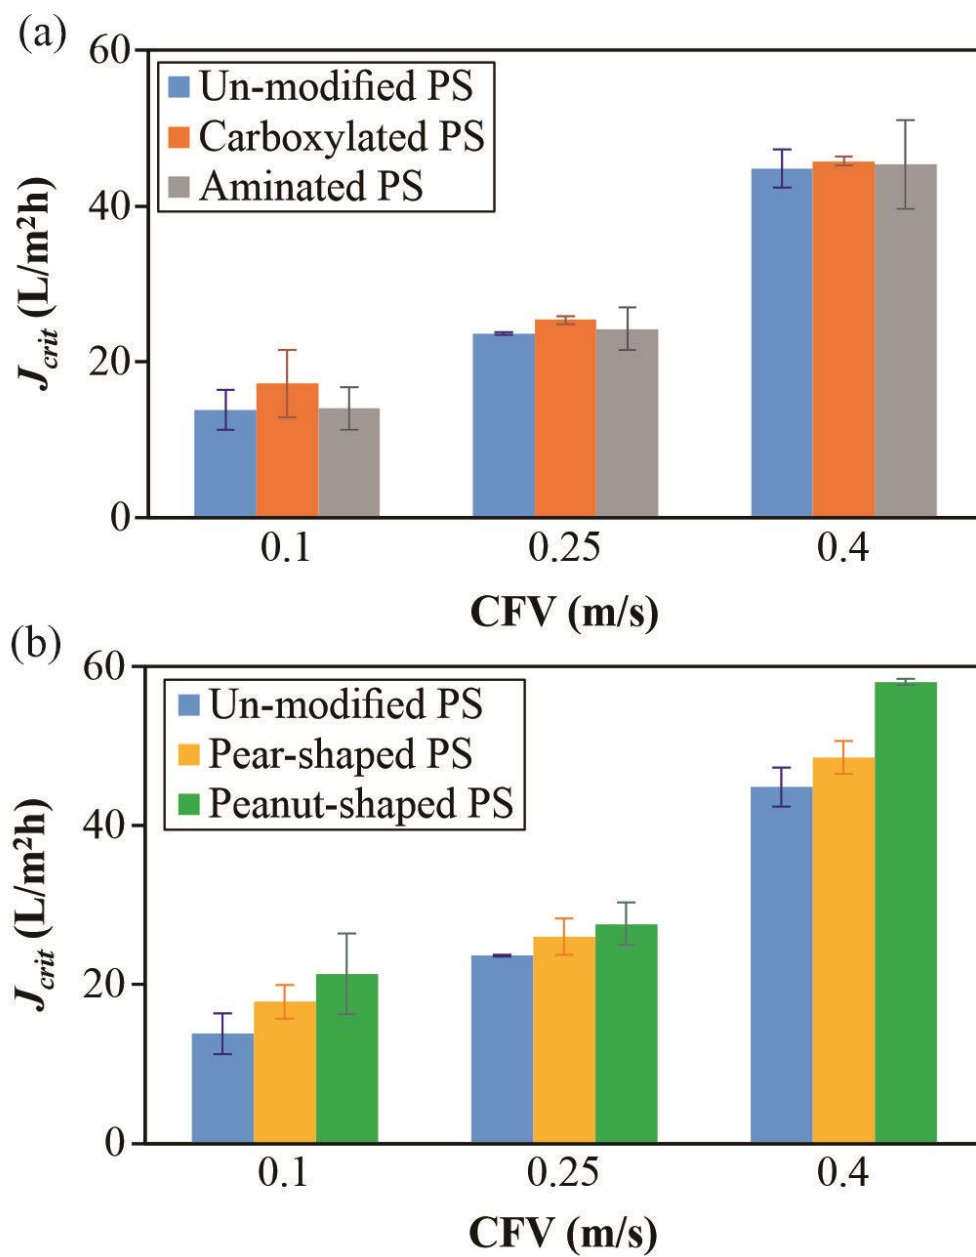 (a)
60
40
20
0
J_crit (L/m²h)
Un-modified PS
Carboxylated PS
Aminated PS
0.1 0.25 0.4
CFV (m/s)
(b)
60
40
20
0
J_crit (L/m²h)
Un-modified PS
Pear-shaped PS
Peanut-shaped PS
0.1 0.25 0.4
CFV (m/s)